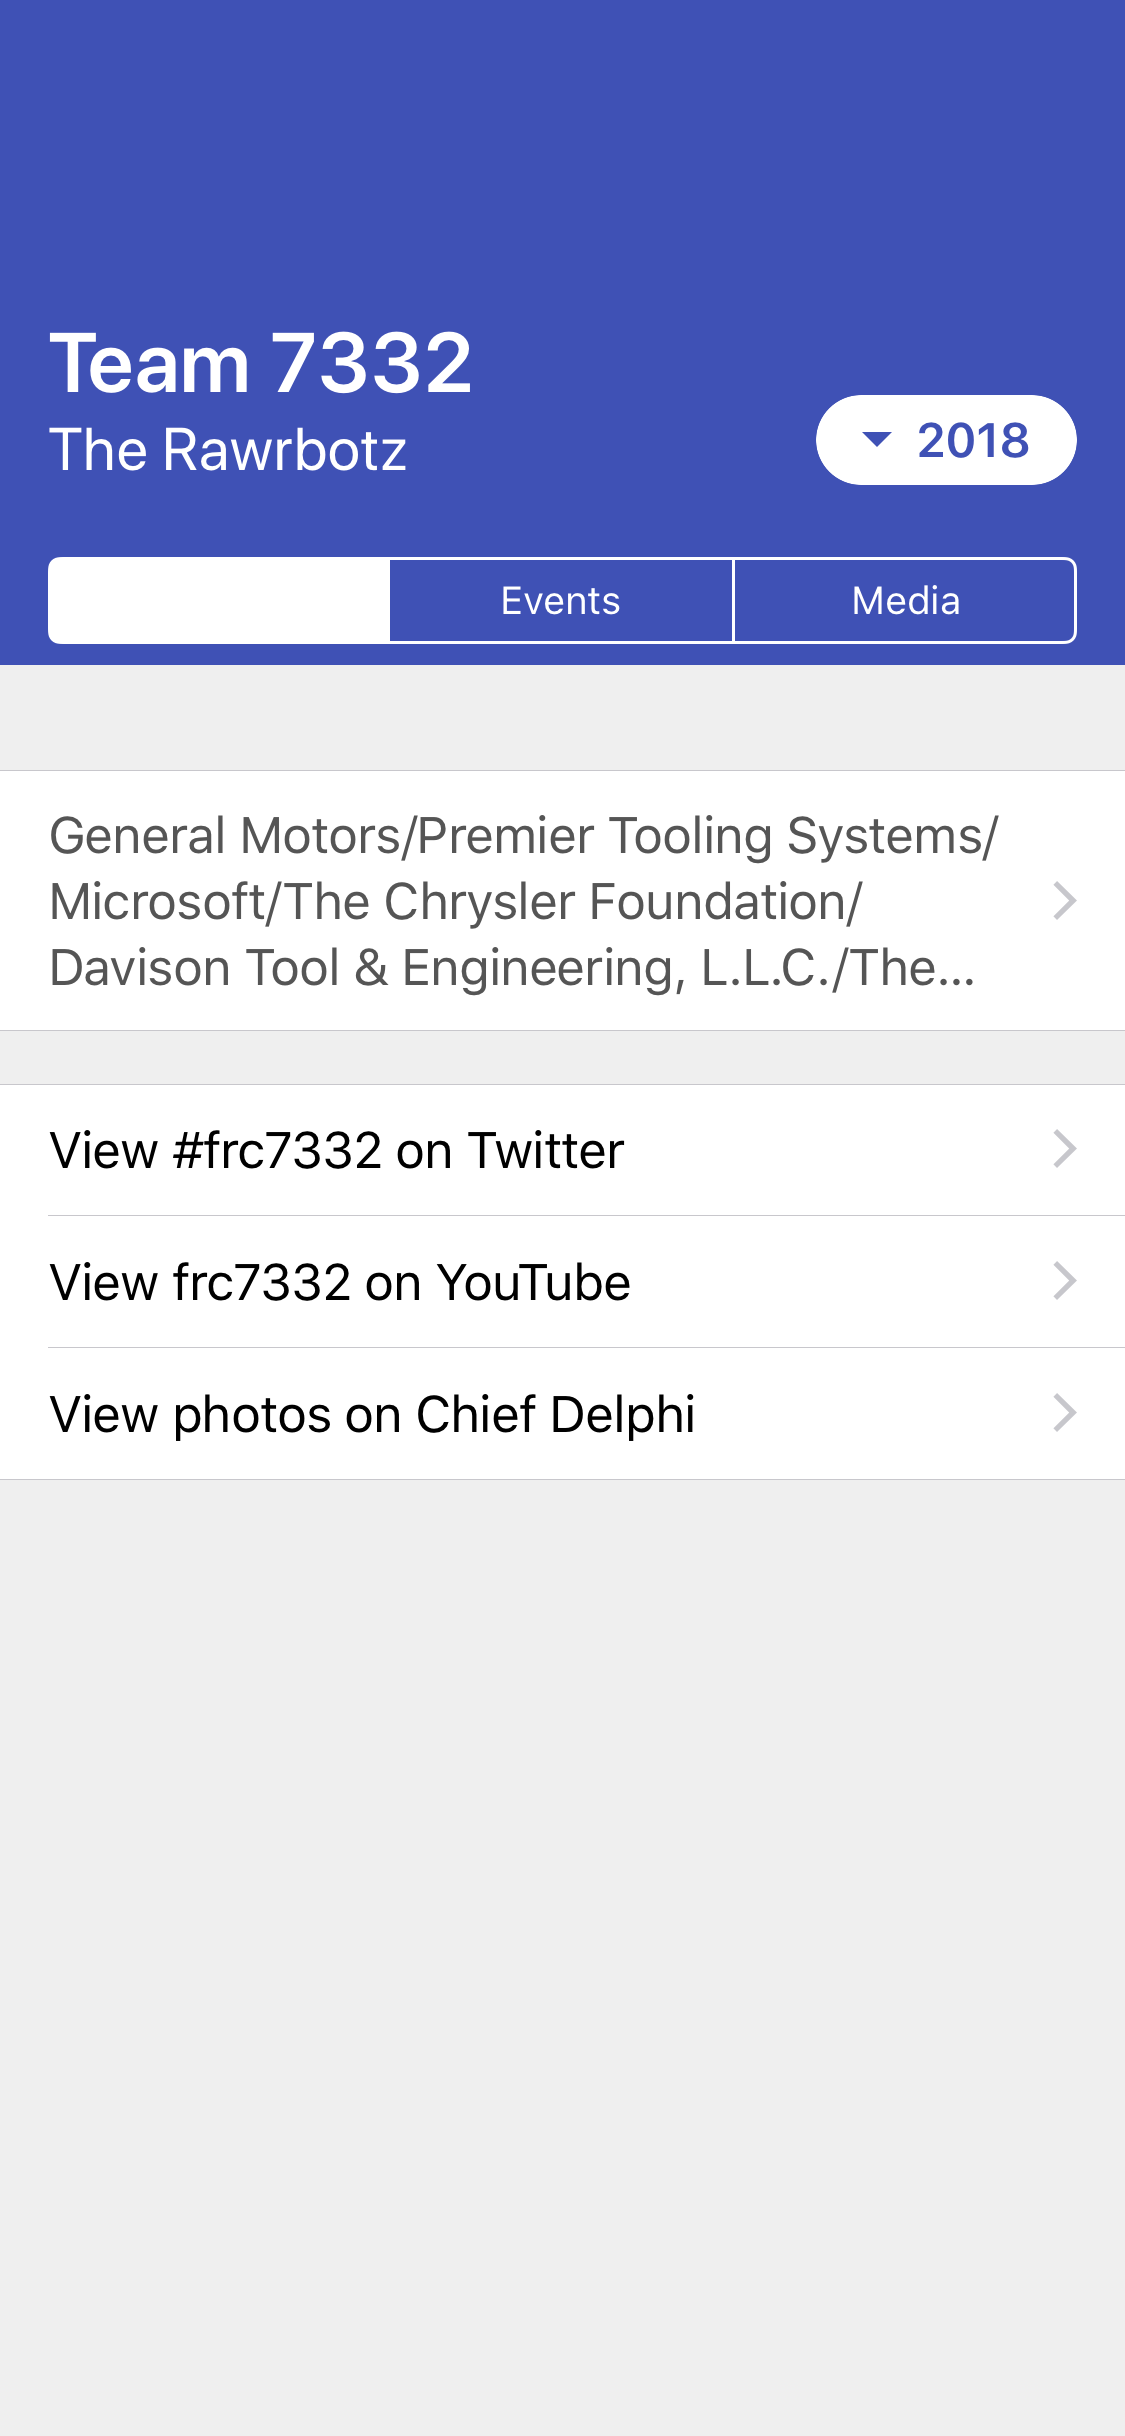 Team 7332
The Rawrbotz
2018
Events
Media
General Motors/Premier Tooling Systems/
Microsoft/The Chrysler Foundation/
Davison Tool & Engineering, L.L.C./The...
View #frc7332 on Twitter
View frc7332 on YouTube
View photos on Chief Delphi